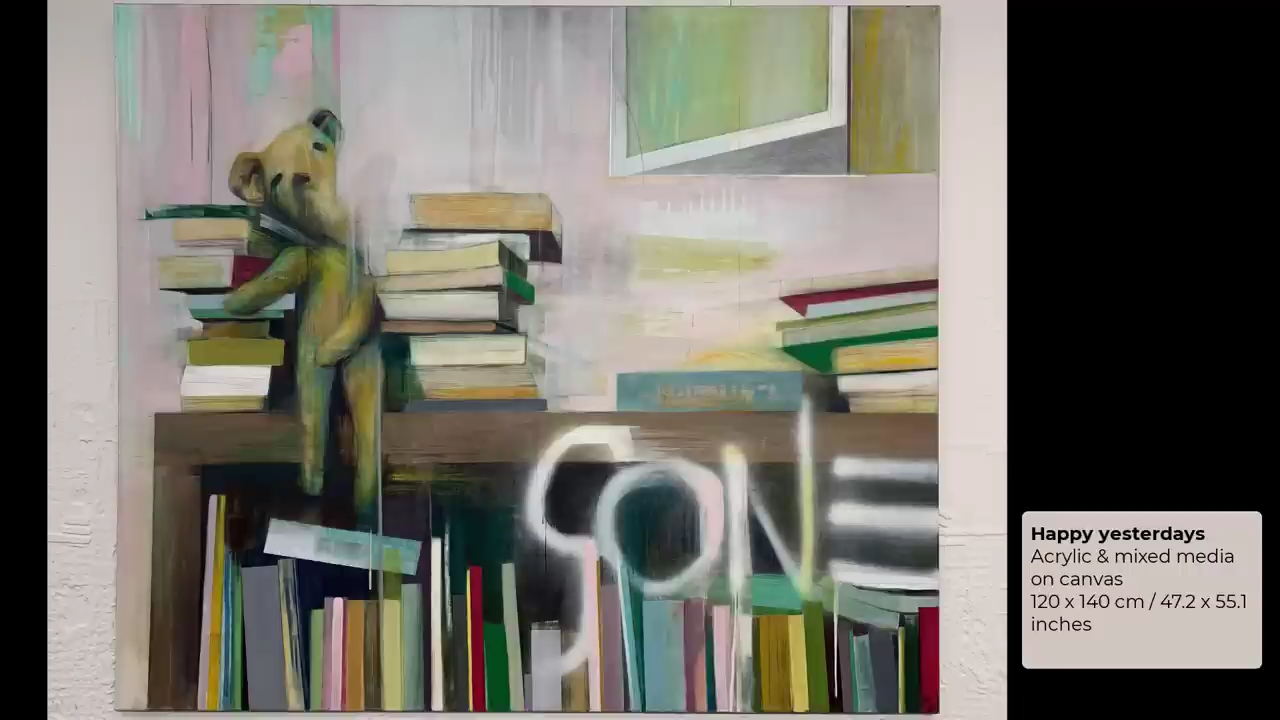 GONE
Happy yesterdays
Acrylic & mixed media
on canvas
120 x 140 cm / 47.2 x 55.1
inches